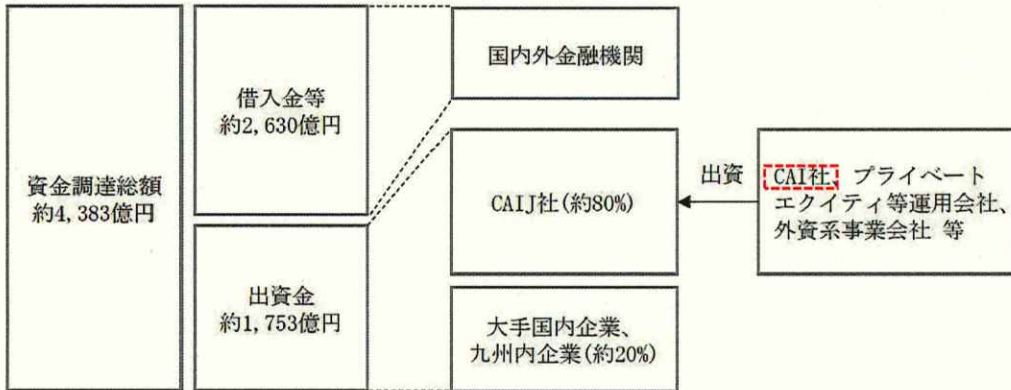 資金調達総額
約4,383億円
借入金等
約2,630億円
出資金
約1,753億円
国内外金融機関
CAIJ社(約80%)
大手国内企業、
九州内企業(約20%)
出資
CAI社、プライベート
エクイティ等運用会社、
外資系事業会社 等